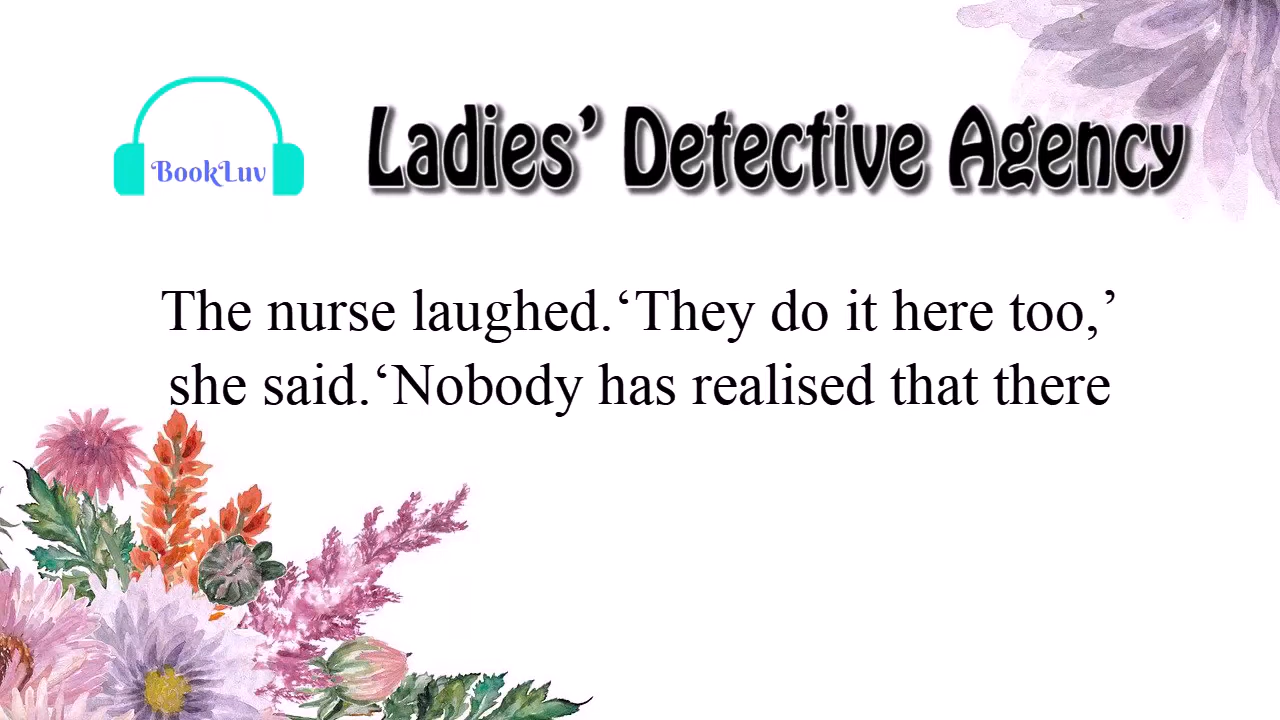 BookLuv
Ladies’ Detective Agency
The nurse laughed.‘They do it here too,’
she said.‘Nobody has realised that there